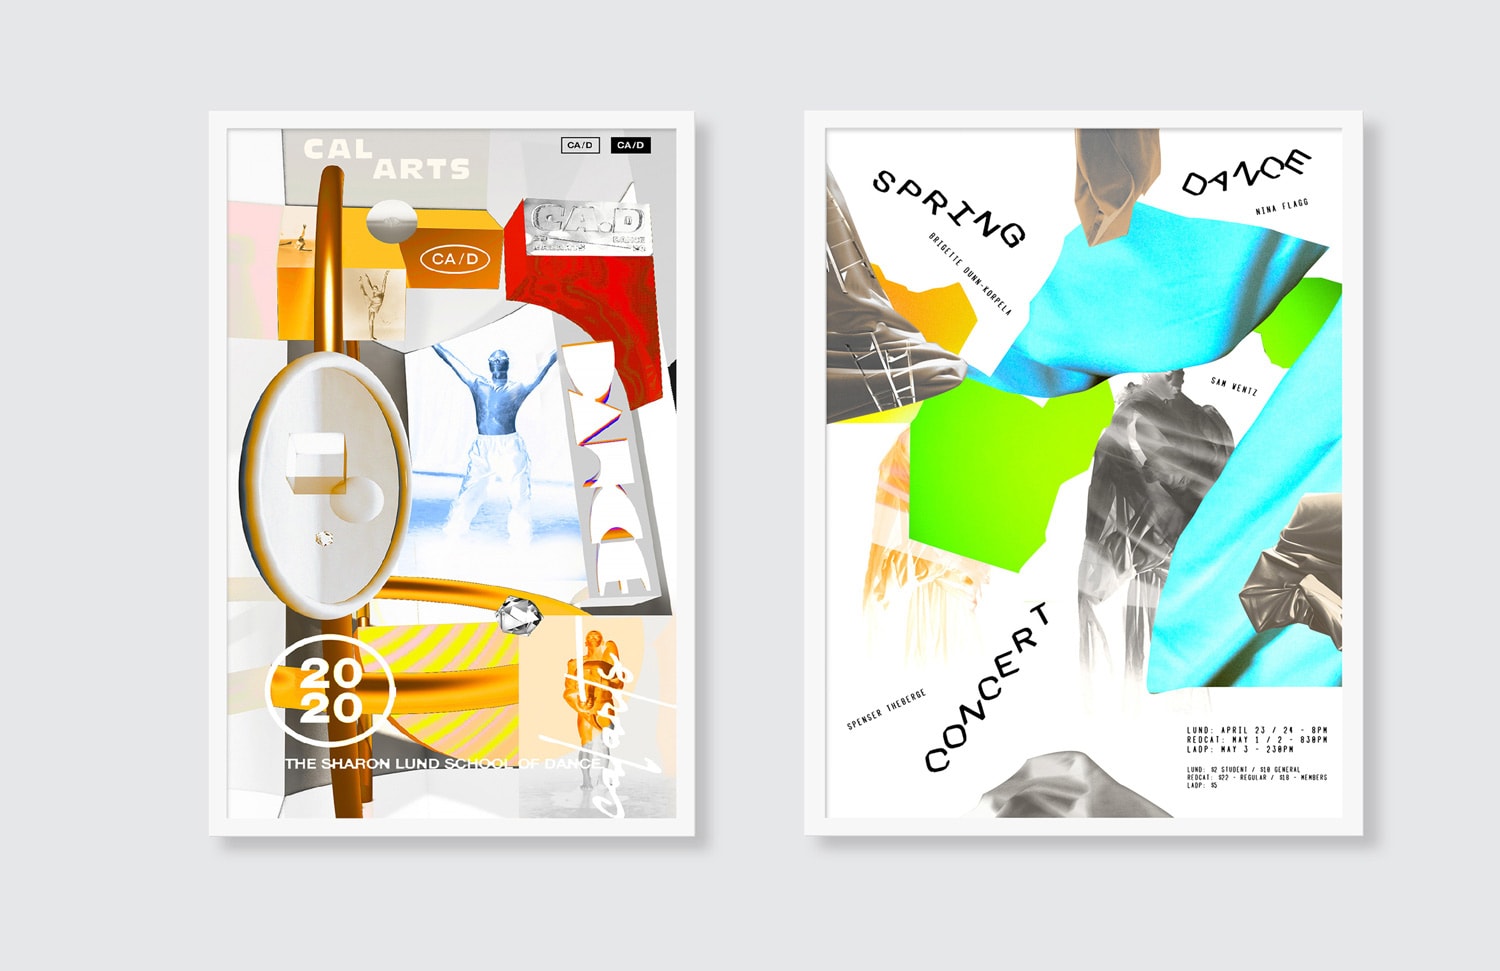 CAL
ARTS
CA/D
CA/D
CA.D
CA/D
DANCE
20
20
THE SHARON LUND SCHOOL OF DANCE
calarts
SPRING
DANCE
NINA FLAGG
BRIGETTE DUNN-KORPELA
SAM WENTZ
CONCERT
SPENSER THEBERGE
LUND: APRIL 23 / 24 - 8PM
REDCAT: MAY 1 / 2 - 830PM
LADP: MAY 3 - 230PM
LUND: $2 STUDENT / $10 GENERAL
REDCAT: $22 - REGULAR / $18 - MEMBERS
LADP: $5